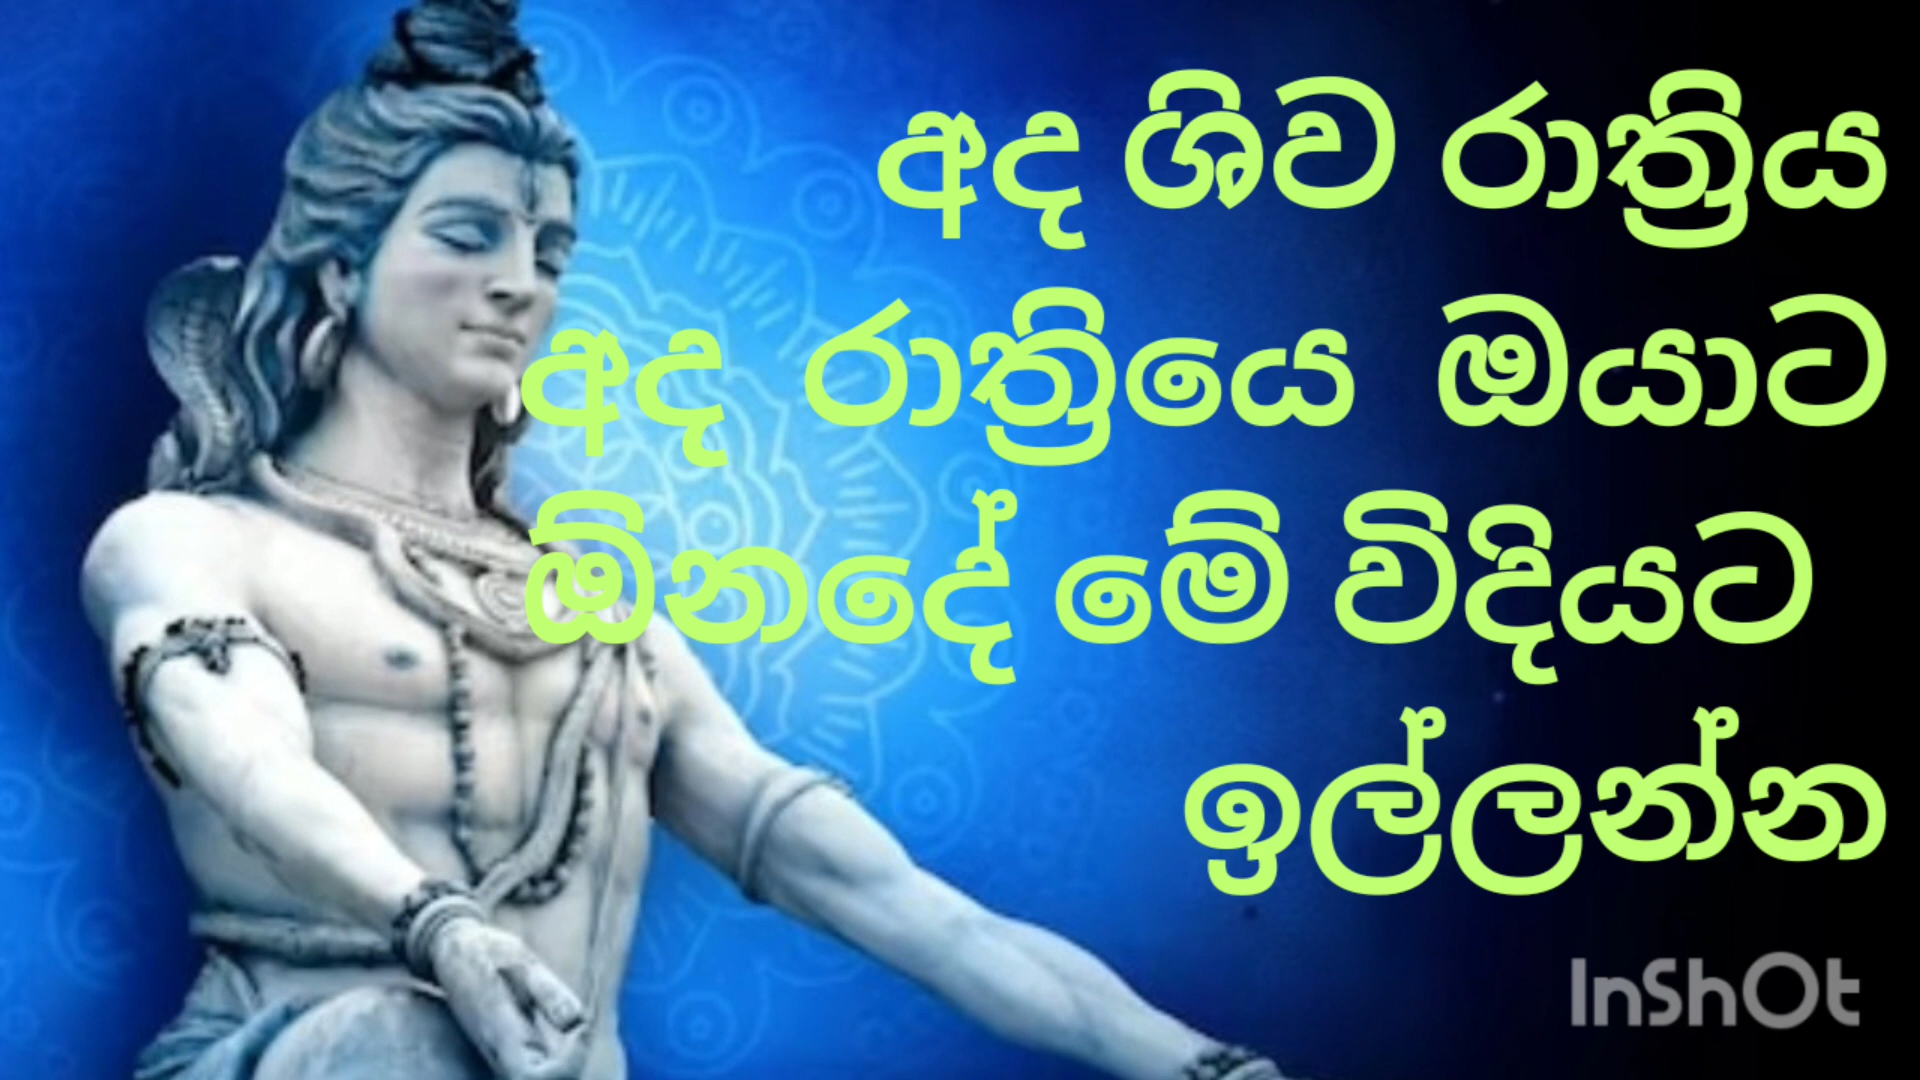 අද ශිව රාත්‍රිය
අද රාත්‍රියෙ ඔයාට
ඕනදේ මේ විදියට
ඉල්ලන්න
InShOt